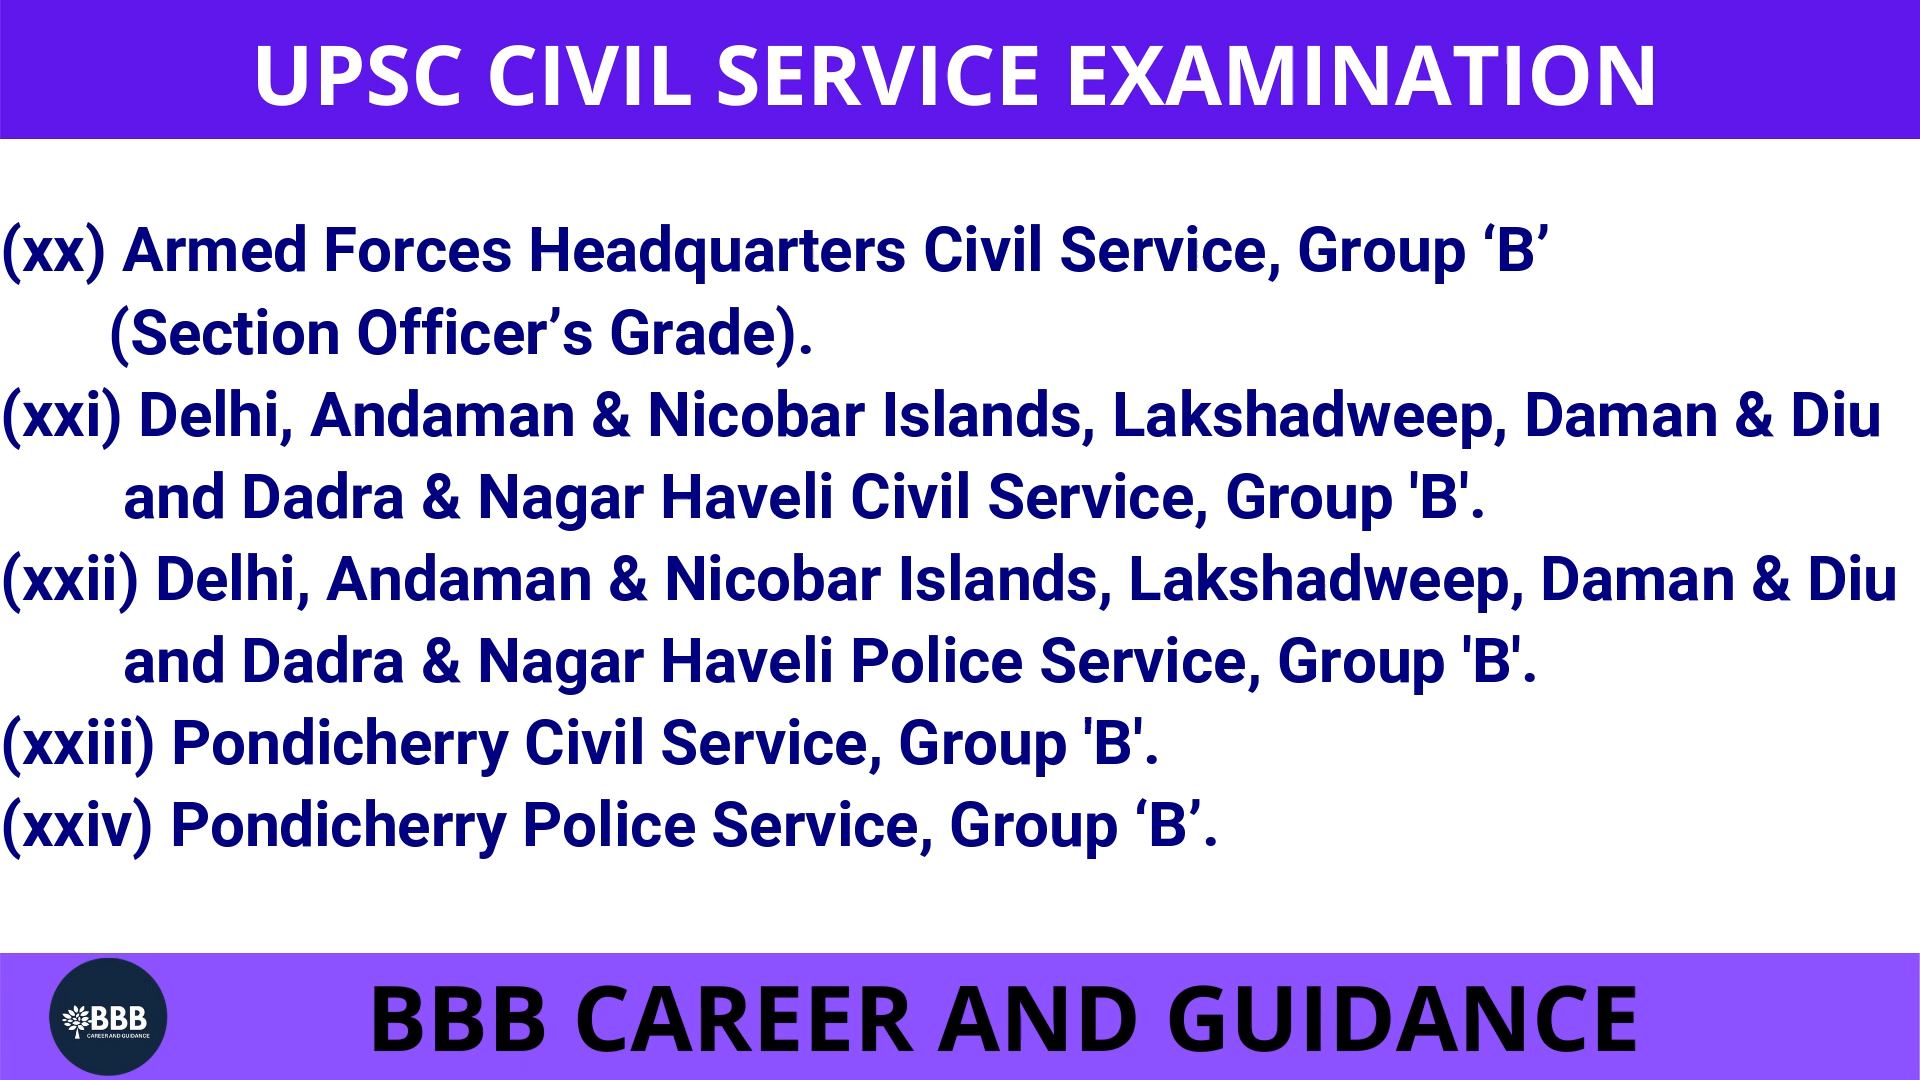 UPSC CIVIL SERVICE EXAMINATION
(xx) Armed Forces Headquarters Civil Service, Group ‘B’
(Section Officer’s Grade).
(xxi) Delhi, Andaman & Nicobar Islands, Lakshadweep, Daman & Diu
and Dadra & Nagar Haveli Civil Service, Group 'B'.
(xxii) Delhi, Andaman & Nicobar Islands, Lakshadweep, Daman & Diu
and Dadra & Nagar Haveli Police Service, Group 'B'.
(xxiii) Pondicherry Civil Service, Group 'B'.
(xxiv) Pondicherry Police Service, Group ‘B’.
BBB
CAREER AND GUIDANCE
BBB CAREER AND GUIDANCE